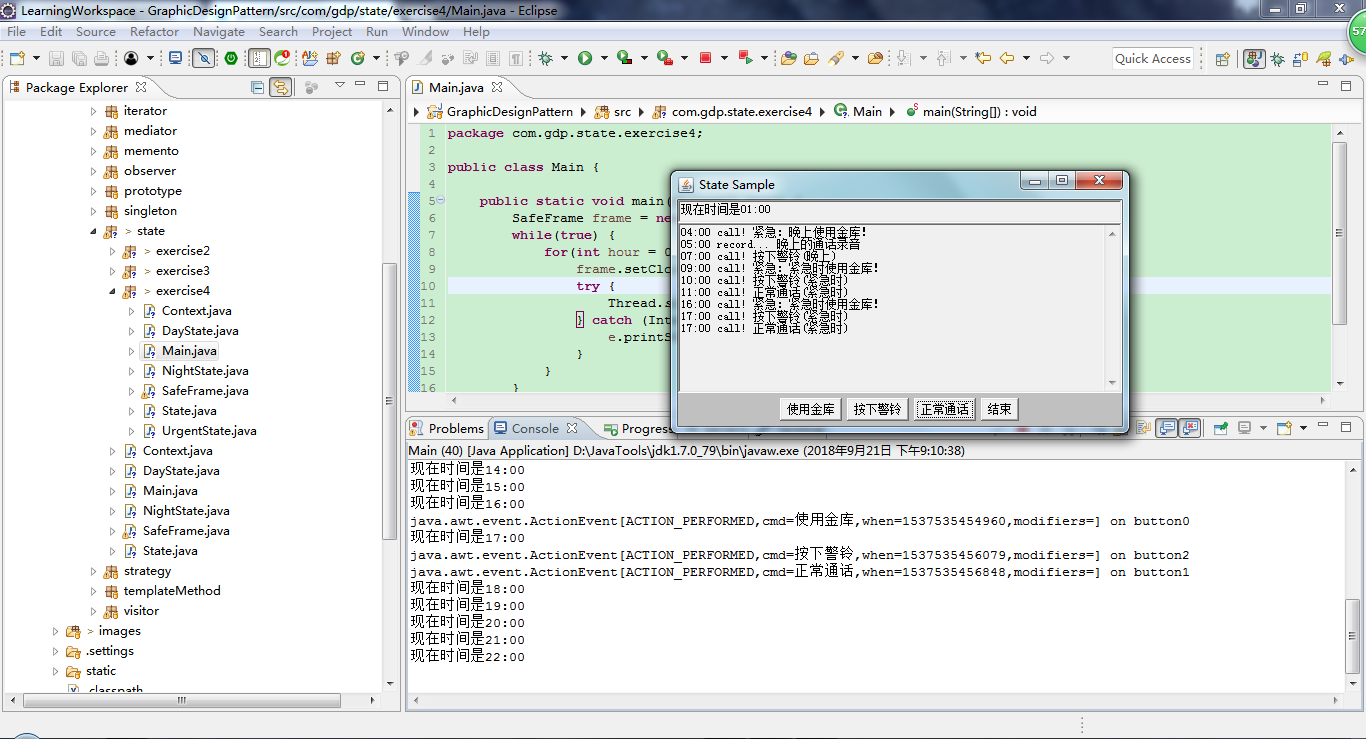 LearningWorkspace - GraphicDesignPattern/src/com/gdp/state/exercise4/Main.java - Eclipse
File Edit Source Refactor Navigate Search Project Run Window Help
57
Quick Access
Package Explorer
iterator
mediator
memento
observer
prototype
singleton
> state
> exercise2
> exercise3
> exercise4
Context.java
DayState.java
Main.java
NightState.java
SafeFrame.java
State.java
UrgentState.java
Context.java
DayState.java
Main.java
NightState.java
SafeFrame.java
State.java
strategy
templateMethod
visitor
> images
.settings
static
.classpath
Main.java
GraphicDesignPattern src com.gdp.state.exercise4 Main main(String[]) : void
1 package com.gdp.state.exercise4;
2
3 public class Main {
4
5 public static void main(
6 SafeFrame frame = ne
7 while(true) {
8 for(int hour = 0
9 frame.setClo
10 try {
11 Thread.s
12 } catch (Int
13 e.printS
14 }
15 }
16 }
State Sample
现在时间是01:00
04:00 call! 紧急: 晚上使用金库!
05:00 record... 晚上的通话录音
07:00 call! 按下警铃(晚上)
09:00 call! 紧急: 紧急时使用金库!
10:00 call! 按下警铃(紧急时)
11:00 call! 正常通话(紧急时)
16:00 call! 紧急: 紧急时使用金库!
17:00 call! 按下警铃(紧急时)
17:00 call! 正常通话(紧急时)
使用金库 按下警铃 正常通话 结束
Problems Console Progress
Main (40) [Java Application] D:\JavaTools\jdk1.7.0_79\bin\javaw.exe (2018年9月21日 下午9:10:38)
现在时间是14:00
现在时间是15:00
现在时间是16:00
java.awt.event.ActionEvent[ACTION_PERFORMED,cmd=使用金库,when=1537535454960,modifiers=] on button0
现在时间是17:00
java.awt.event.ActionEvent[ACTION_PERFORMED,cmd=按下警铃,when=1537535456079,modifiers=] on button2
java.awt.event.ActionEvent[ACTION_PERFORMED,cmd=正常通话,when=1537535456848,modifiers=] on button1
现在时间是18:00
现在时间是19:00
现在时间是20:00
现在时间是21:00
现在时间是22:00